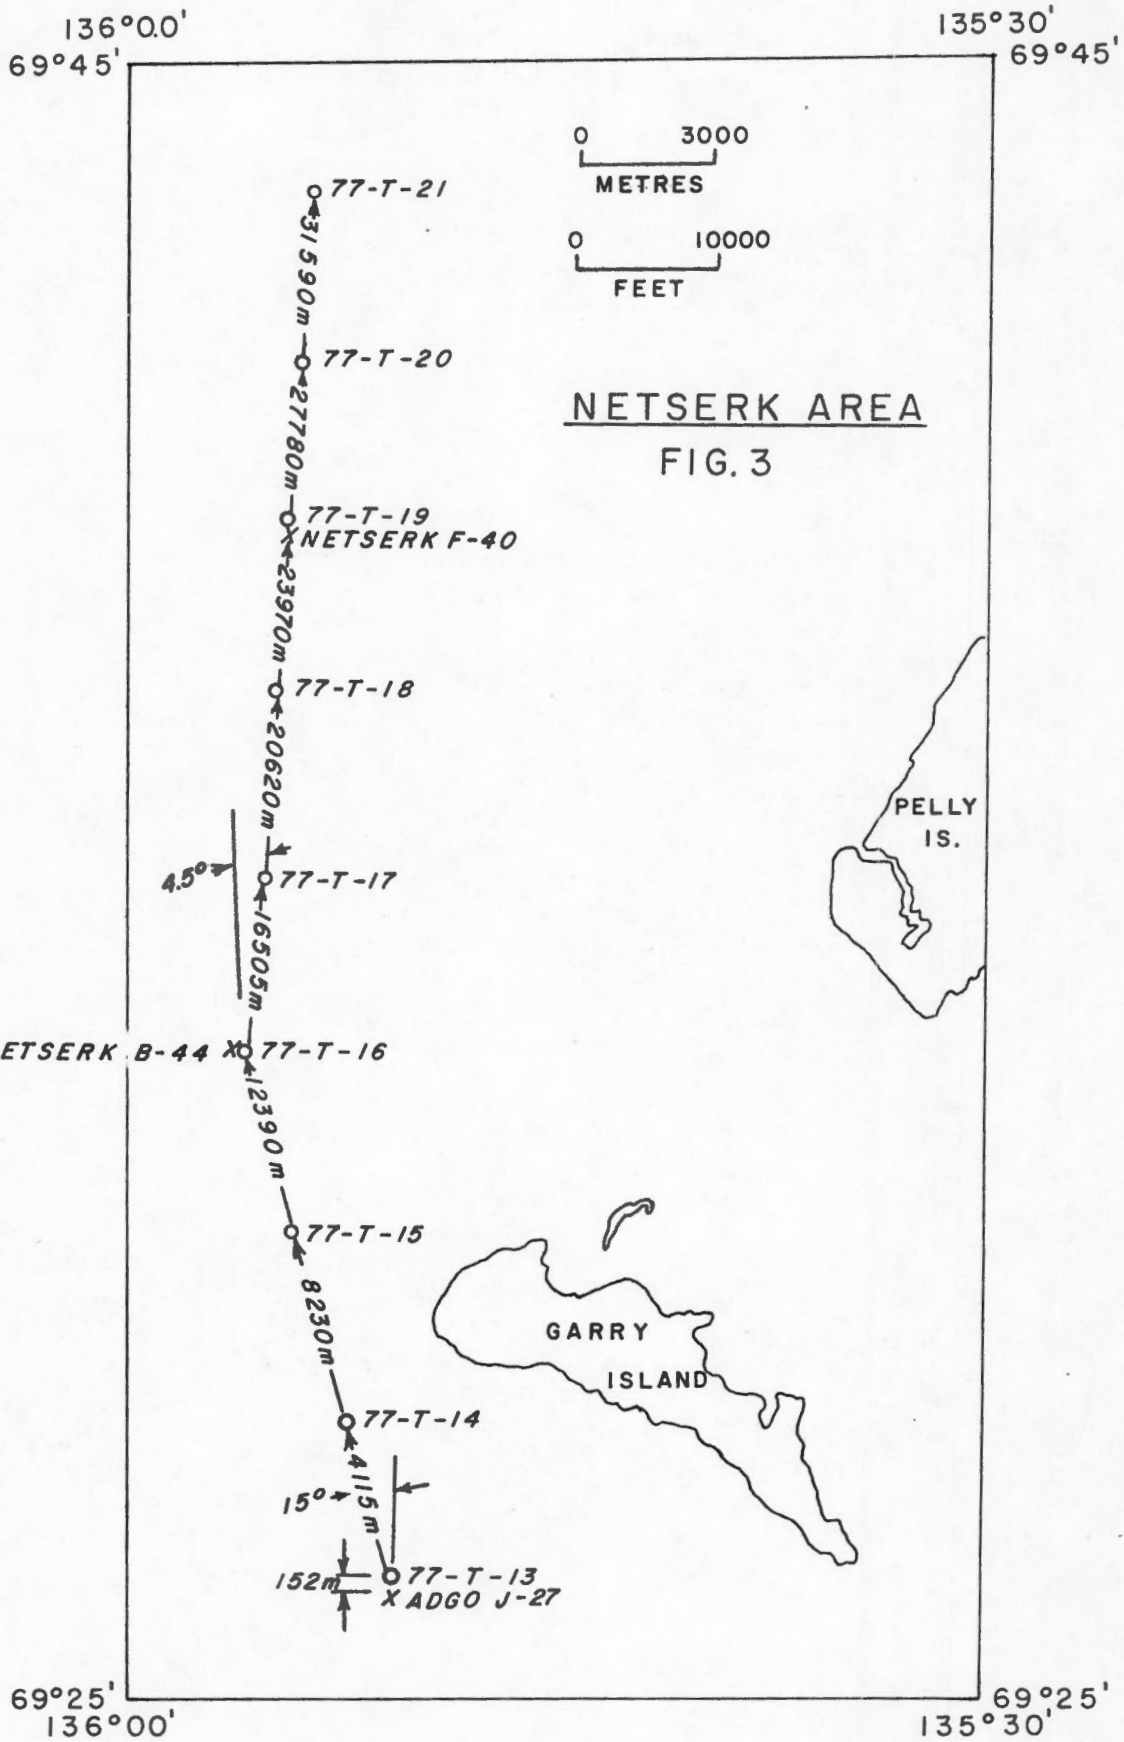 136°0.0'
135°30'
69°45'
69°45'
0 3000
METRES
77-T-21
0 10000
FEET
31590m
77-T-20
NETSERK AREA
27780m
FIG. 3
77-T-19
NETSERK F-40
23970m
77-T-18
20620m
PELLY
IS.
4.5°
77-T-17
16505m
ETSERK B-44 X 77-T-16
12390m
77-T-15
8230m
GARRY
ISLAND
77-T-14
4115m
15°
152m
77-T-13
X ADGO J-27
69°25'
69°25'
136°00'
135°30'